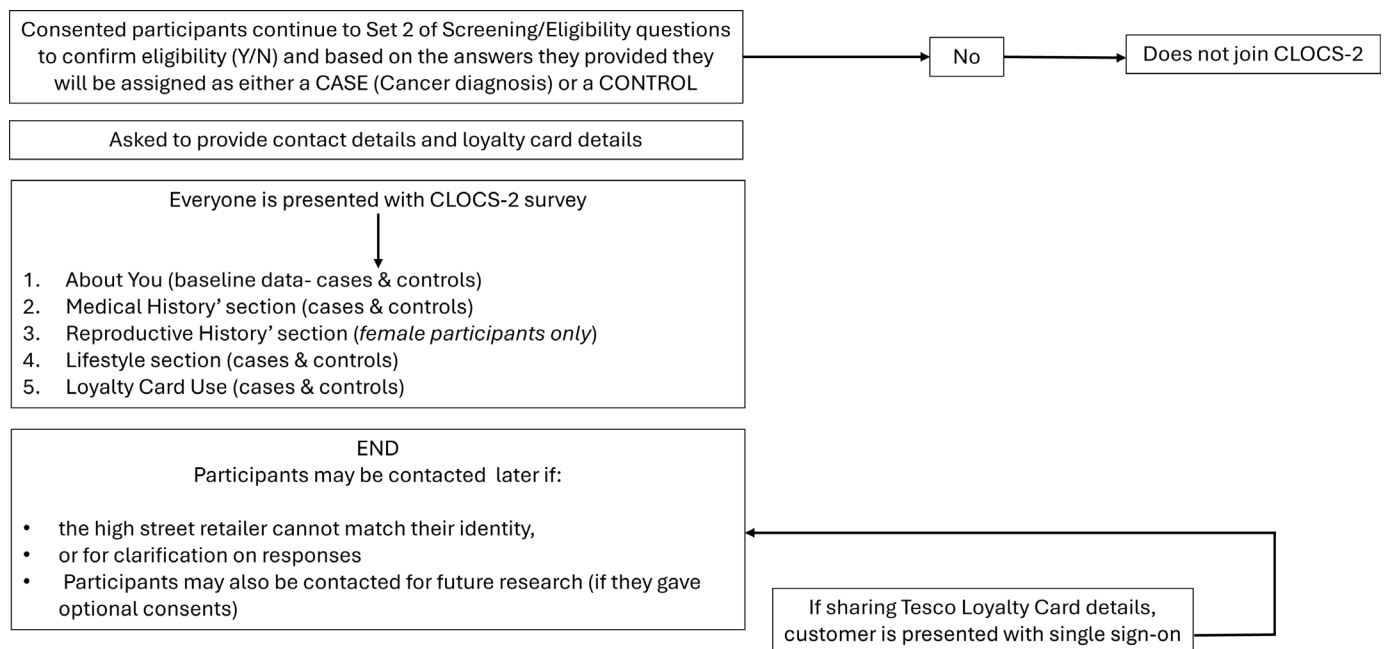 Consented participants continue to Set 2 of Screening/Eligibility questions
to confirm eligibility (Y/N) and based on the answers they provided they
will be assigned as either a CASE (Cancer diagnosis) or a CONTROL
No
Does not join CLOCS-2
Asked to provide contact details and loyalty card details
Everyone is presented with CLOCS-2 survey
1. About You (baseline data- cases & controls)
2. Medical History’ section (cases & controls)
3. Reproductive History’ section (female participants only)
4. Lifestyle section (cases & controls)
5. Loyalty Card Use (cases & controls)
END
Participants may be contacted later if:
• the high street retailer cannot match their identity,
• or for clarification on responses
• Participants may also be contacted for future research (if they gave
optional consents)
If sharing Tesco Loyalty Card details,
customer is presented with single sign-on